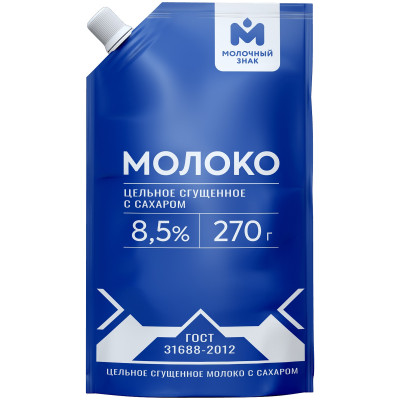 МОЛОЧНЫЙ
ЗНАК
МОЛОКО
ЦЕЛЬНОЕ СГУЩЕННОЕ
С САХАРОМ
8,5% 270 г
ГОСТ
31688-2012
ЦЕЛЬНОЕ СГУЩЕННОЕ МОЛОКО С САХАРОМ